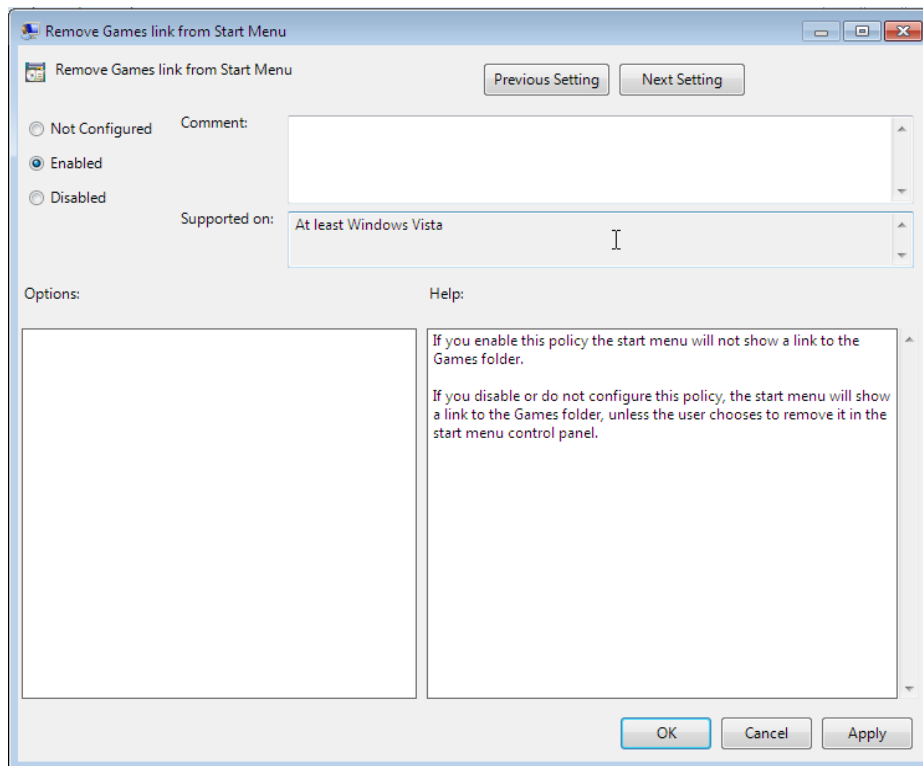 Remove Games link from Start Menu
Remove Games link from Start Menu
Previous Setting
Next Setting
Not Configured
Comment:
Enabled
Disabled
Supported on:
At least Windows Vista
Options:
Help:
If you enable this policy the start menu will not show a link to the
Games folder.
If you disable or do not configure this policy, the start menu will show
a link to the Games folder, unless the user chooses to remove it in the
start menu control panel.
OK
Cancel
Apply